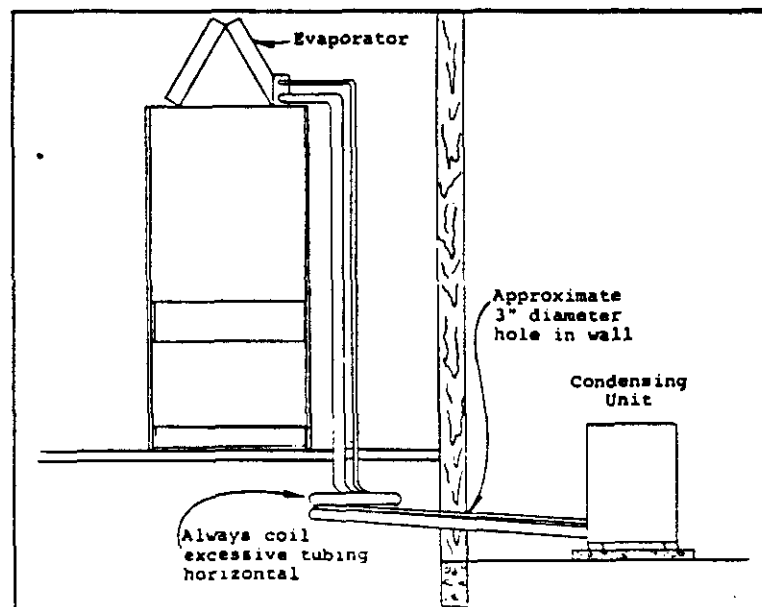 Evaporator
Approximate
3" diameter
hole in wall
Condensing
Unit
Always coil
excessive tubing
horizontal